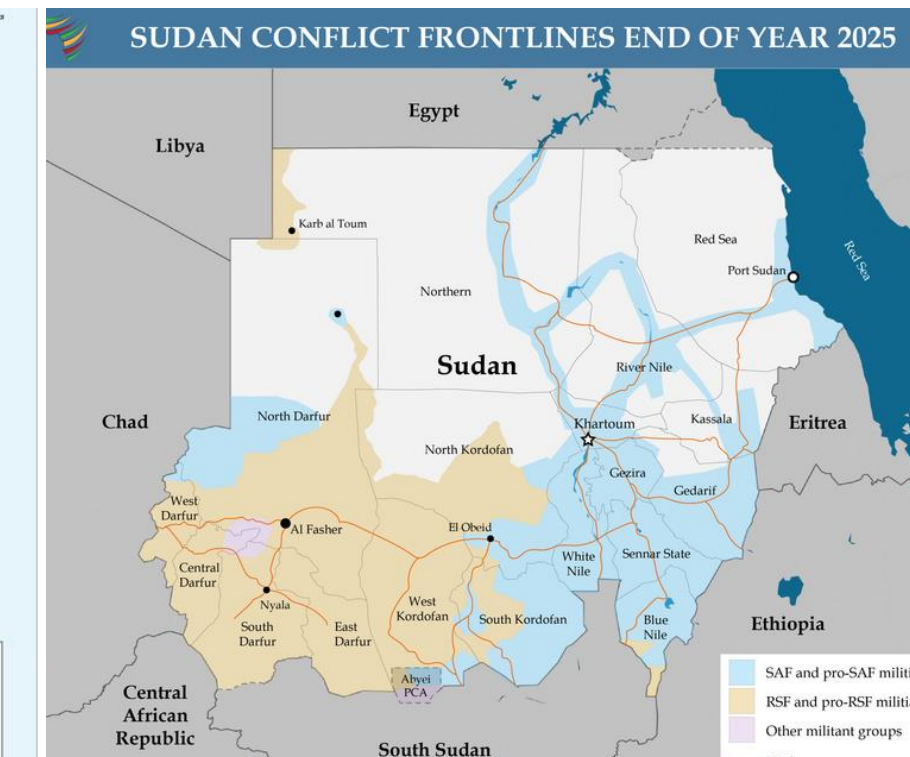 SUDAN CONFLICT FRONTLINES END OF YEAR 2025
Egypt
Libya
Karb al Toum
Red Sea
Red Sea
Port Sudan
Northern
Sudan
River Nile
Chad
North Darfur
Khartoum
Kassala
Eritrea
North Kordofan
Gezira
Gedarif
West
Darfur
Al Fasher
El Obeid
White
Nile
Sennar State
Central
Darfur
Nyala
West
Kordofan
South Kordofan
South
Darfur
East
Darfur
Blue
Nile
Ethiopia
Abyei
PCA
Central
African
Republic
South Sudan
SAF and pro-SAF militi
RSF and pro-RSF militi
Other militant groups